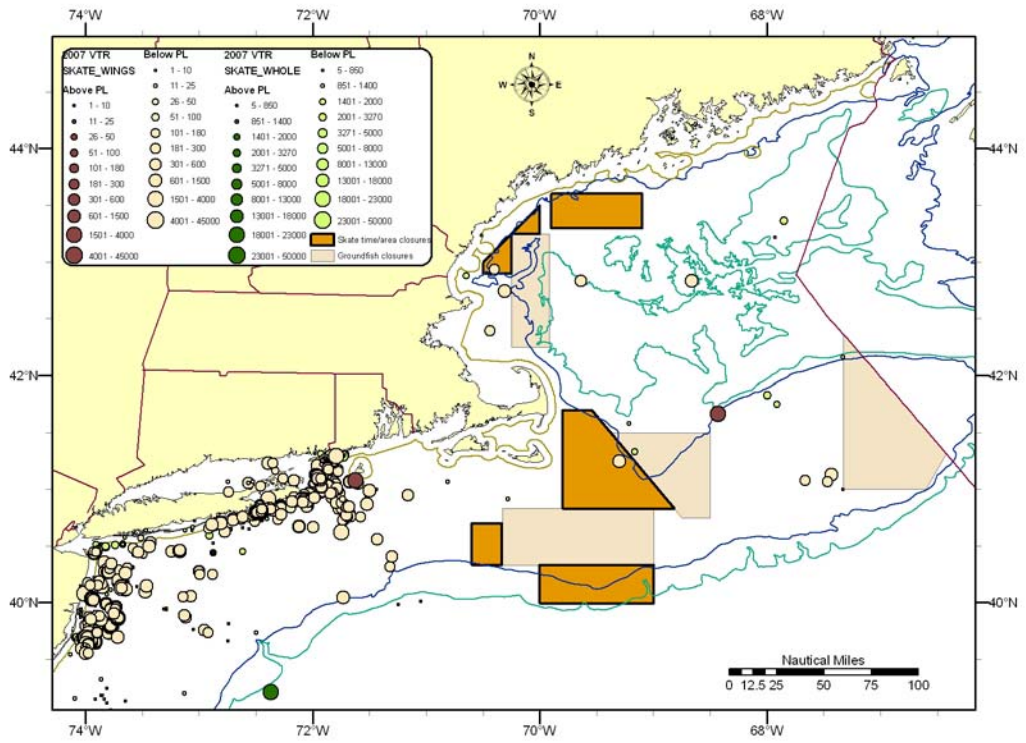 74°W 72°W 70°W 68°W
2007 VTR Below PL 2007 VTR Below PL
SKATE_WINGS 1 - 10 SKATE_WHOLE 5 - 850
Above PL 11 - 25 Above PL 851 - 1400
1 - 10 26 - 50 5 - 850 1401 - 2000
11 - 25 51 - 100 851 - 1400 2001 - 3270
26 - 50 101 - 180 1401 - 2000 3271 - 5000
51 - 100 181 - 300 2001 - 3270 5001 - 8000
101 - 180 301 - 600 3271 - 5000 8001 - 13000
181 - 300 601 - 1500 5001 - 8000 13001 - 18000
301 - 600 1501 - 4000 8001 - 13000 18001 - 23000
601 - 1500 4001 - 45000 13001 - 18000 23001 - 50000
1501 - 4000 18001 - 23000 Skate time/area closures
4001 - 45000 23001 - 50000 Groundfish closures
N
W E
S
44°N 44°N
42°N 42°N
40°N 40°N
Nautical Miles
0 12.5 25 50 75 100
74°W 72°W 70°W 68°W